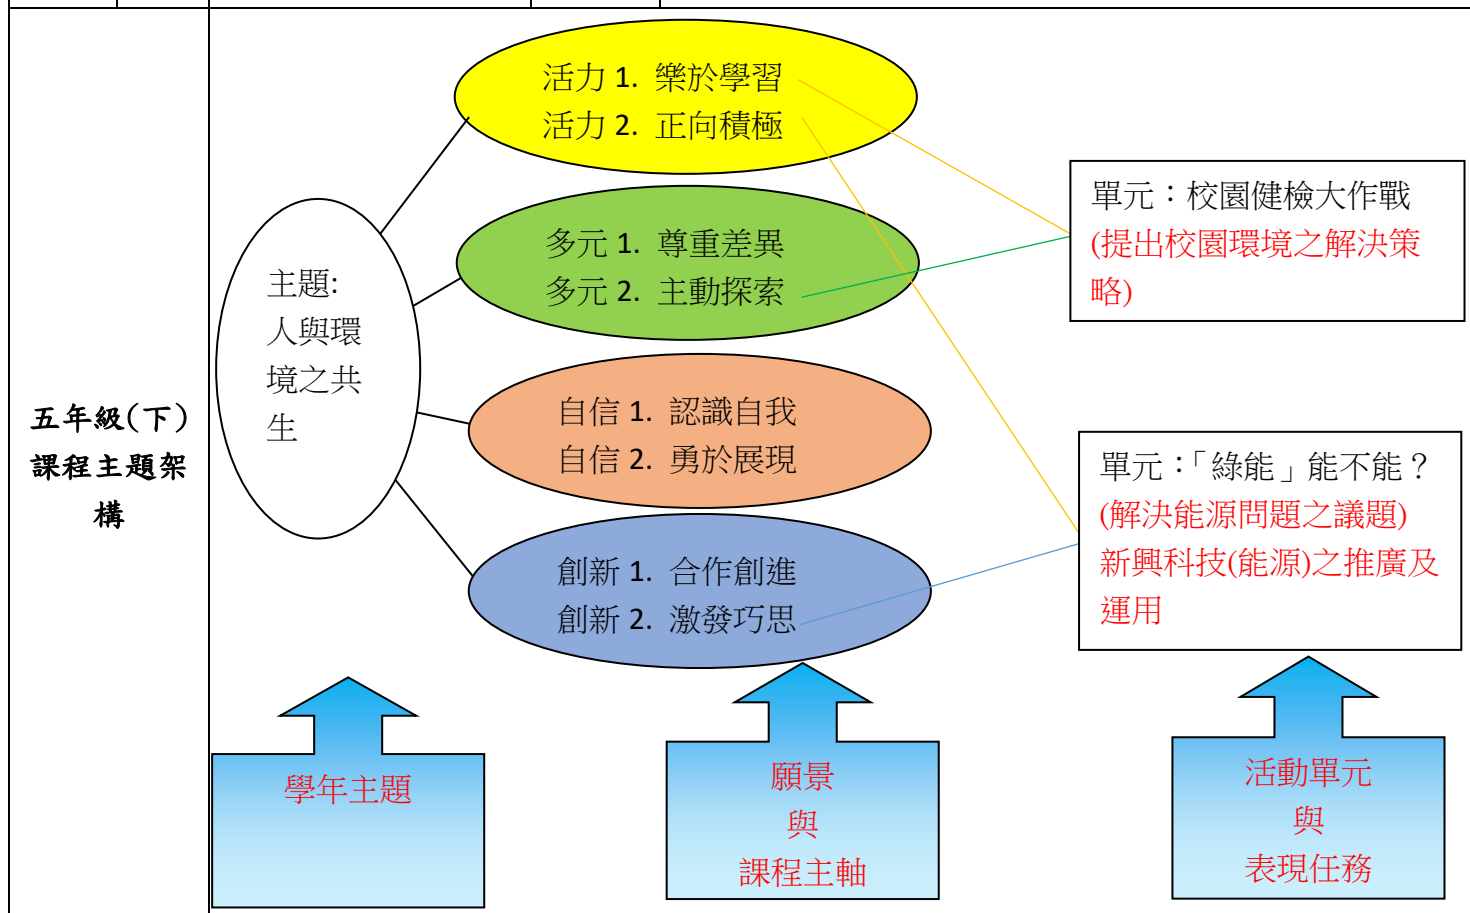 五年級(下)
課程主題架
構
主題:
人與環
境之共
生
活力 1. 樂於學習
活力 2. 正向積極
多元 1. 尊重差異
多元 2. 主動探索
自信 1. 認識自我
自信 2. 勇於展現
創新 1. 合作創進
創新 2. 激發巧思
單元：校園健檢大作戰
(提出校園環境之解決策
略)
單元：「綠能」能不能？
(解決能源問題之議題)
新興科技(能源)之推廣及
運用
學年主題
願景
與
課程主軸
活動單元
與
表現任務